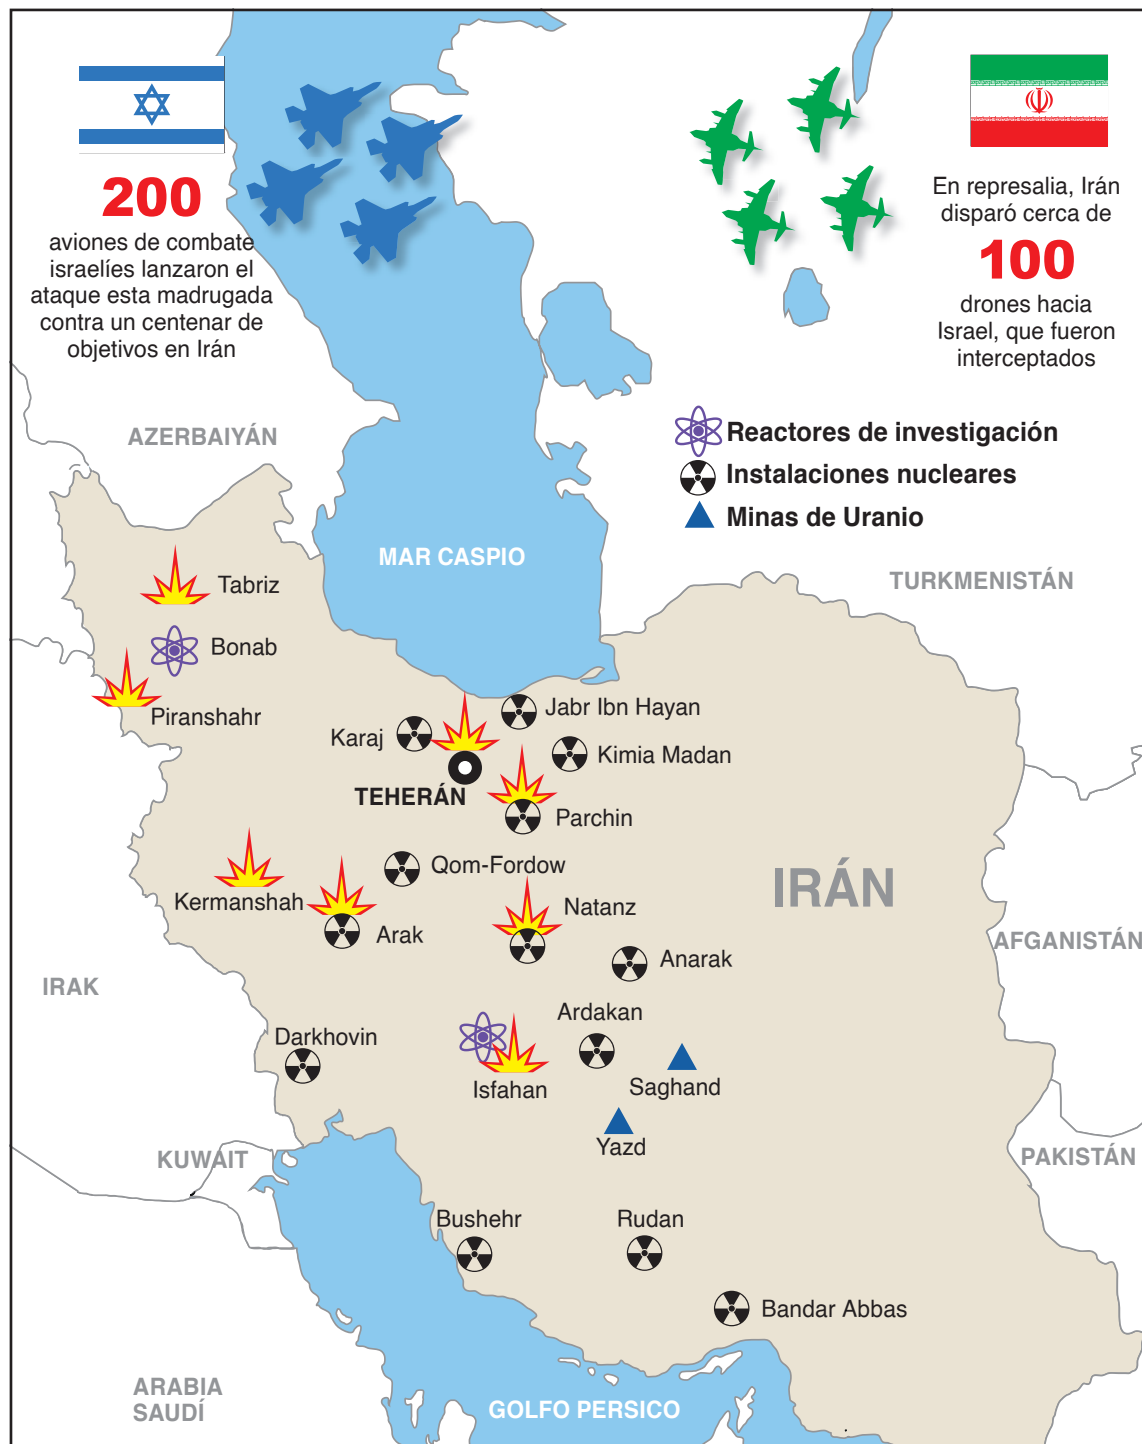 200
aviones de combate
israelíes lanzaron el
ataque esta madrugada
contra un centenar de
objetivos en Irán
En represalia, Irán
disparó cerca de
100
drones hacia
Israel, que fueron
interceptados
Reactores de investigación
Instalaciones nucleares
Minas de Uranio
AZERBAIYÁN
MAR CASPIO
TURKMENISTÁN
Tabriz
Bonab
Piranshahr
Jabr Ibn Hayan
Karaj
Kimia Madan
TEHERÁN
Parchin
Qom-Fordow
IRÁN
Kermanshah
Natanz
Arak
AFGANISTÁN
Anarak
IRAK
Ardakan
Darkhovin
Isfahan
Saghand
Yazd
KUWAIT
PAKISTÁN
Bushehr
Rudan
Bandar Abbas
ARABIA
SAUDÍ
GOLFO PERSICO